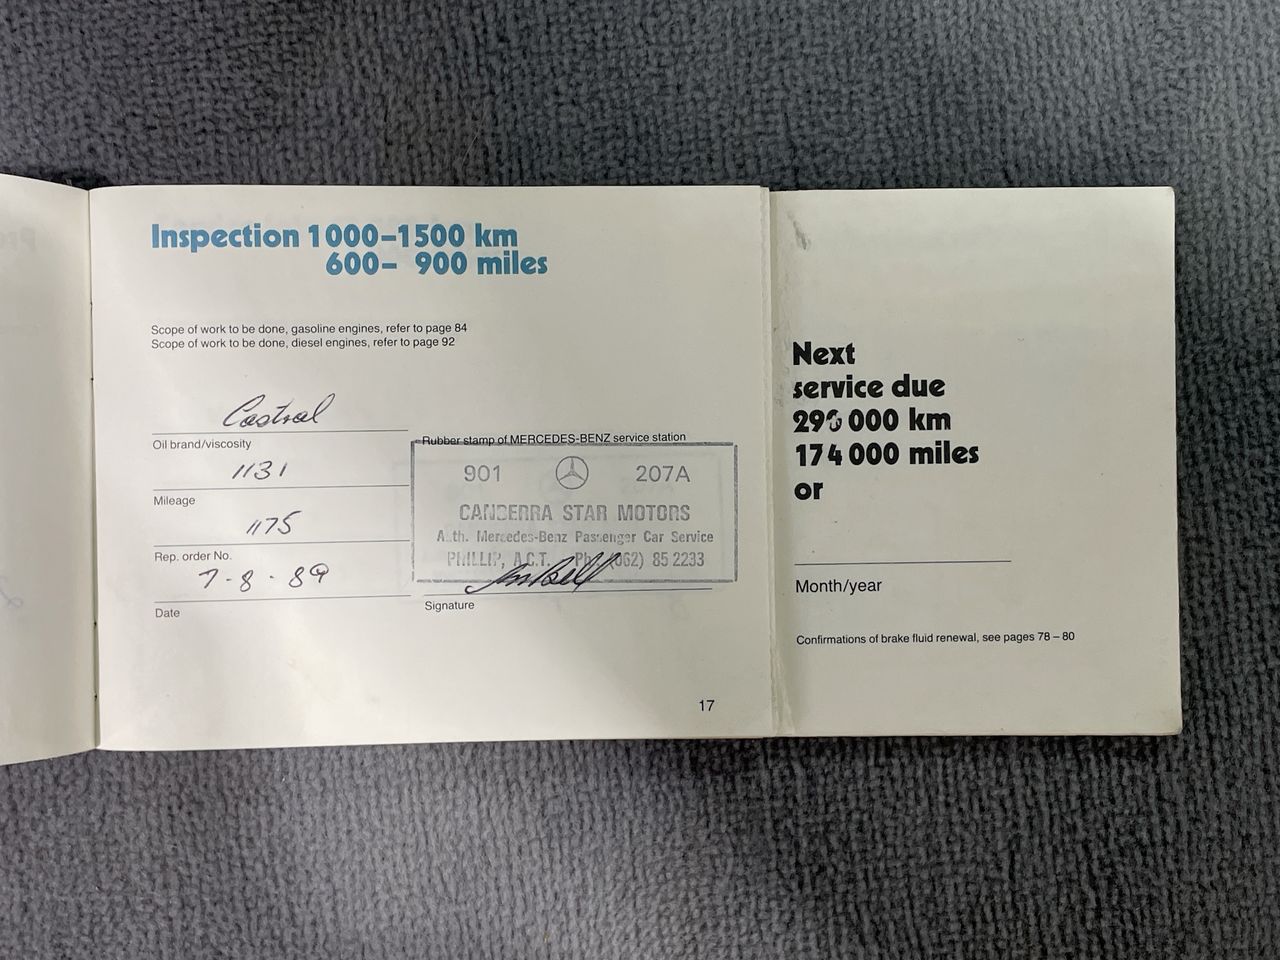 Inspection 1000–1500 km
600– 900 miles
Scope of work to be done, gasoline engines, refer to page 84
Scope of work to be done, diesel engines, refer to page 92
Castrol
Oil brand/viscosity
1131
Mileage
1175
Rep. order No.
7-8-89
Date
Rubber stamp of MERCEDES-BENZ service station
901 207A
CANBERRA STAR MOTORS
Auth. Mercedes-Benz Passenger Car Service
PHILLIP, A.C.T. Ph. (062) 85 2233
Signature
17
Next
service due
290 000 km
174 000 miles
or
Month/year
Confirmations of brake fluid renewal, see pages 78 – 80